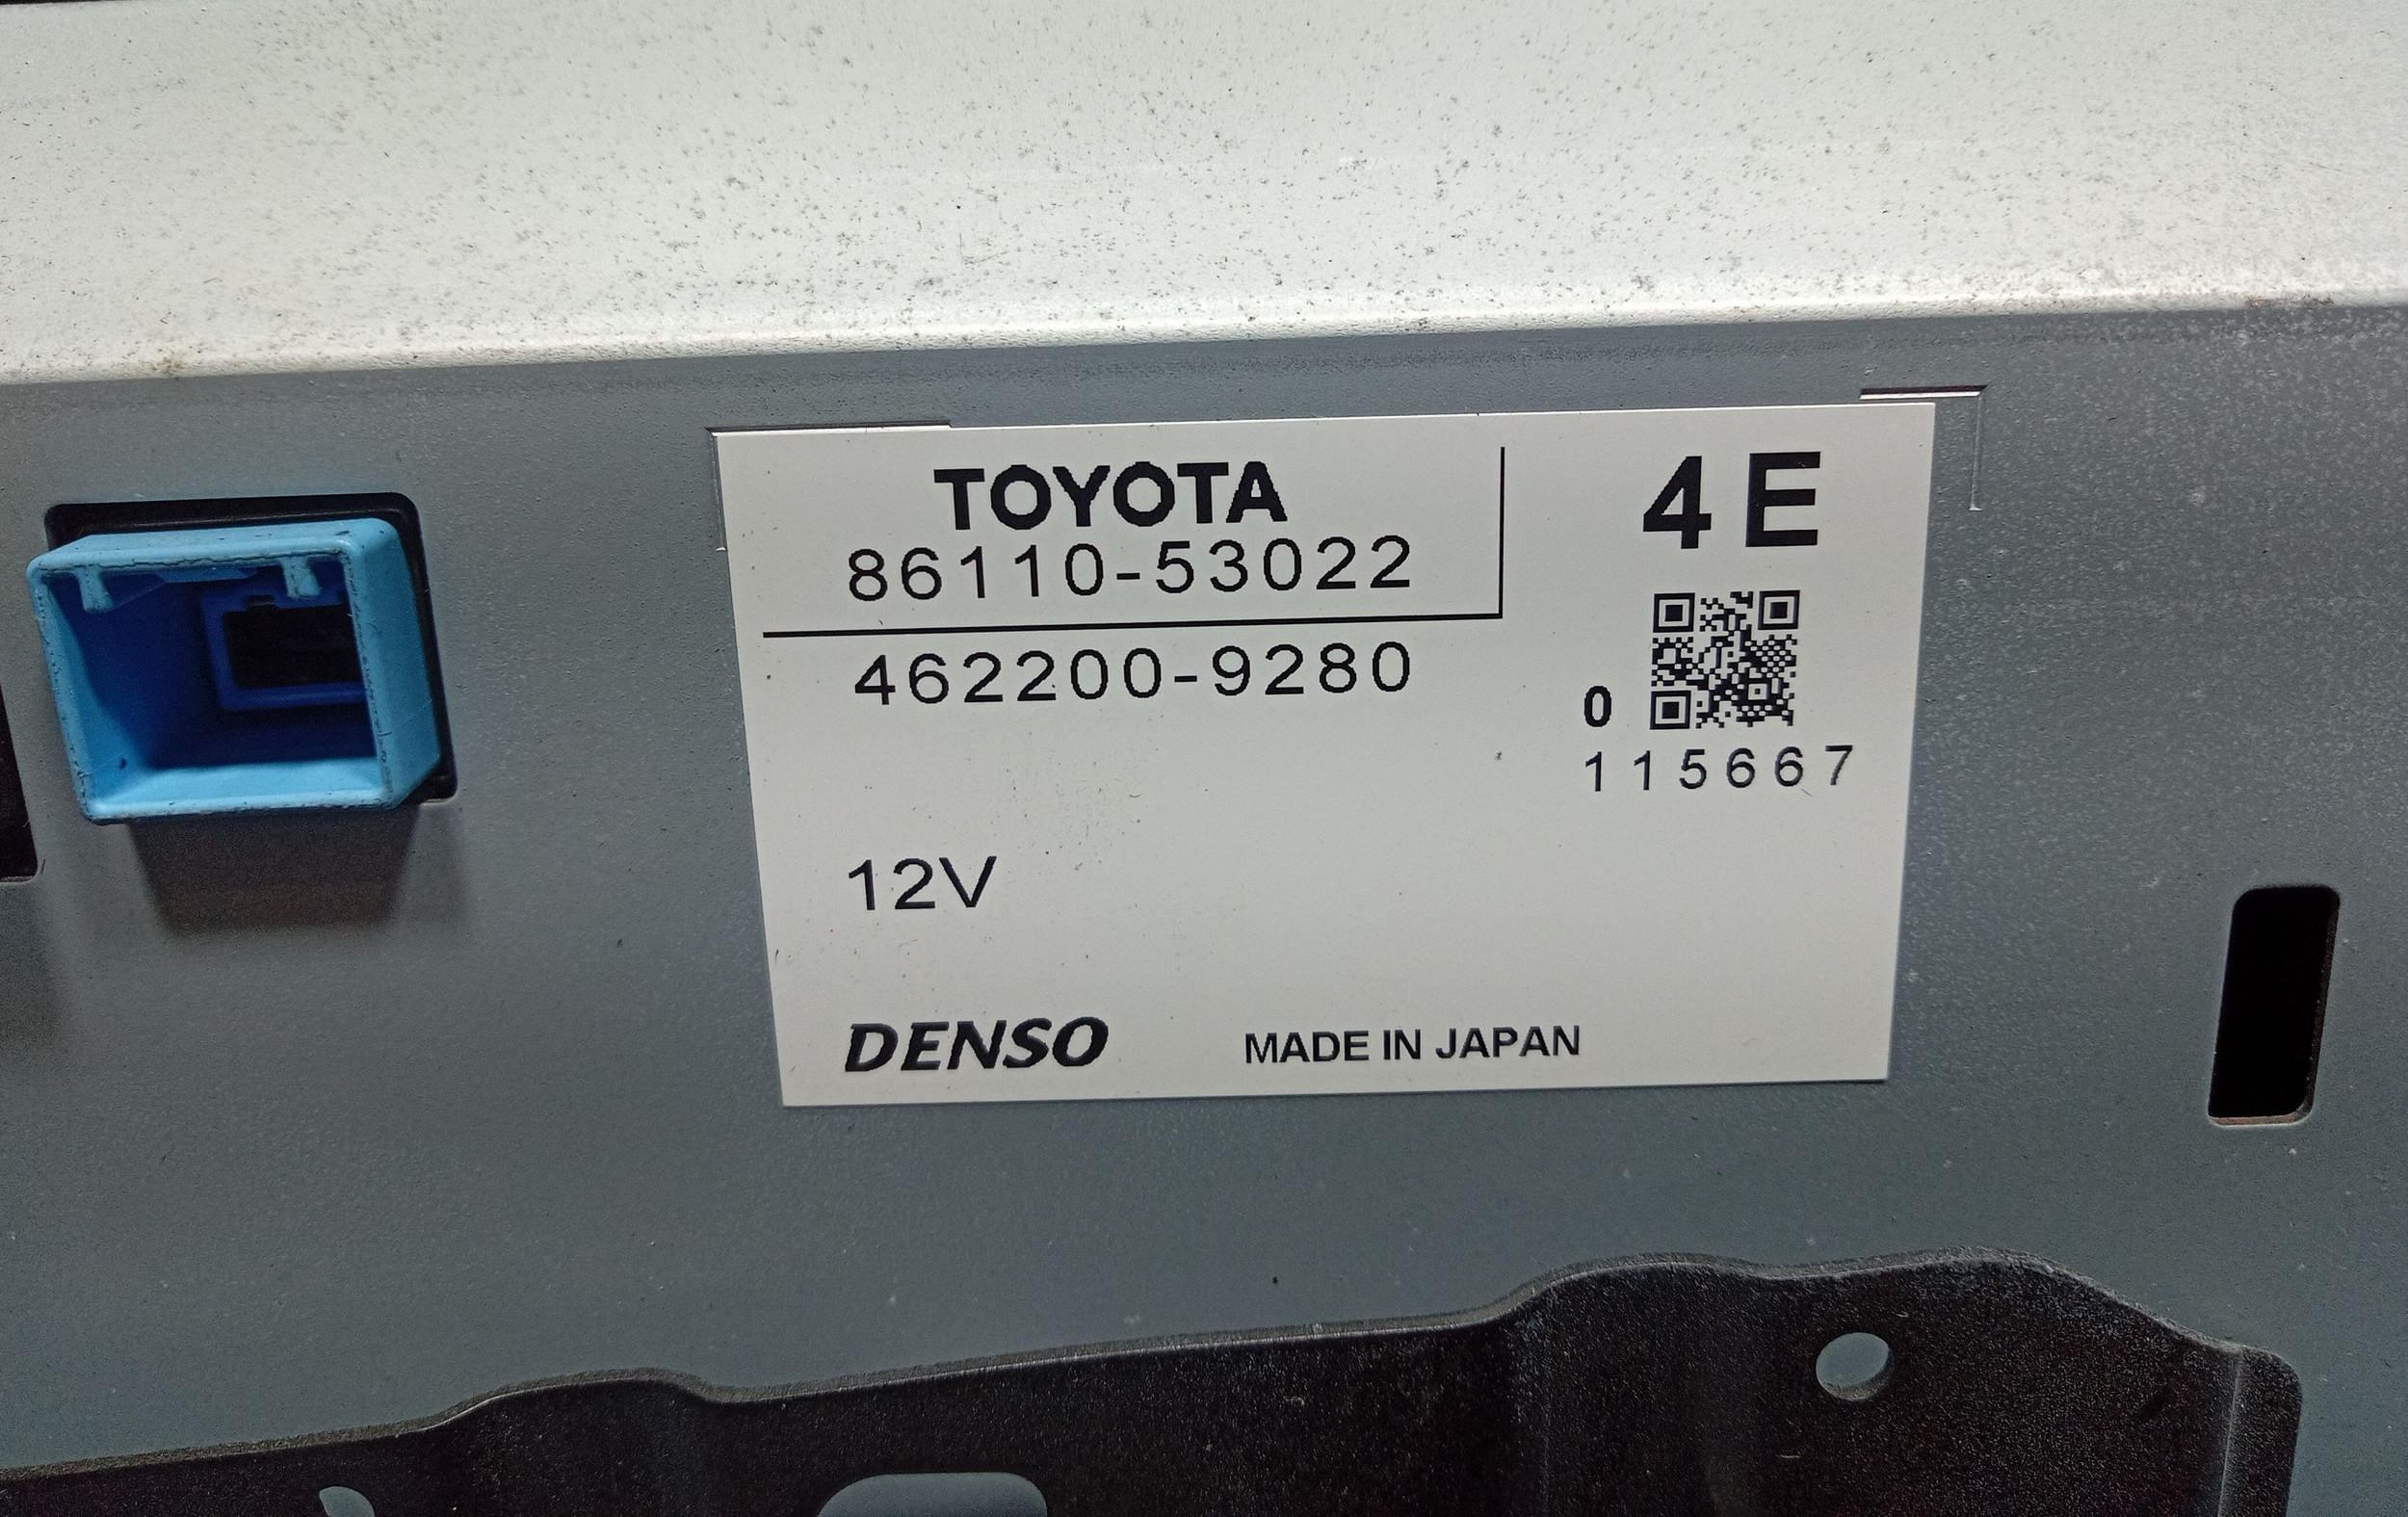 TOYOTA
86110-53022
4E
462200-9280
0
115667
12V
DENSO
MADE IN JAPAN